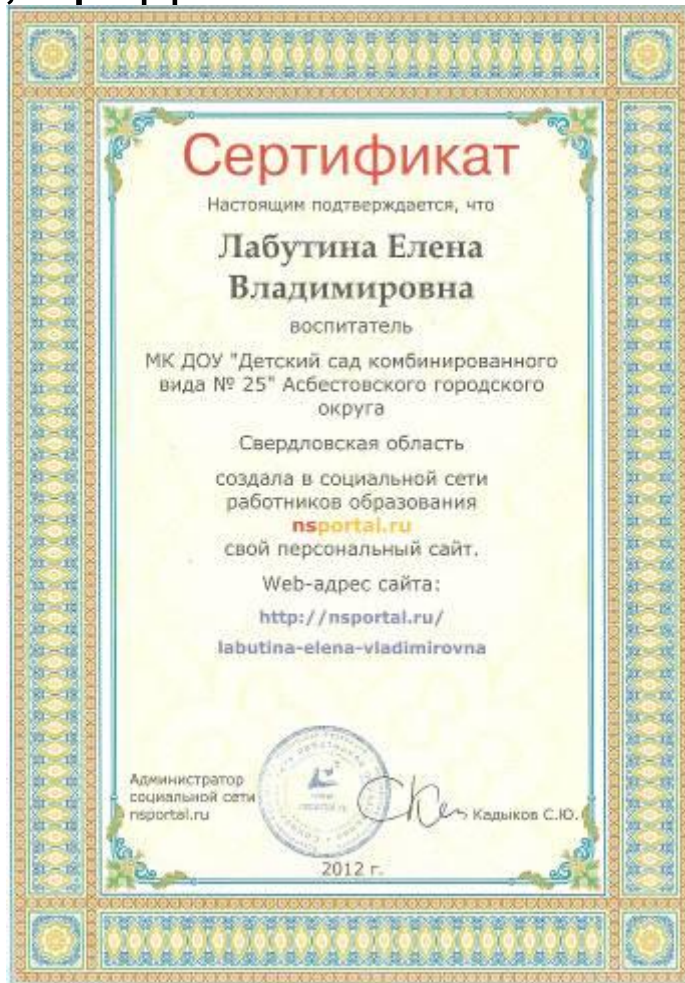 Сертификат
Настоящим подтверждается, что
Лабутина Елена
Владимировна
воспитатель
МК ДОУ "Детский сад комбинированного
вида № 25" Асбестовского городского
округа
Свердловская область
создала в социальной сети
работников образования
nsportal.ru
свой персональный сайт.
Web-адрес сайта:
http://nsportal.ru/
labutina-elena-vladimirovna
Администратор
социальной сети
nsportal.ru
Кадыков С.Ю.
2012 г.